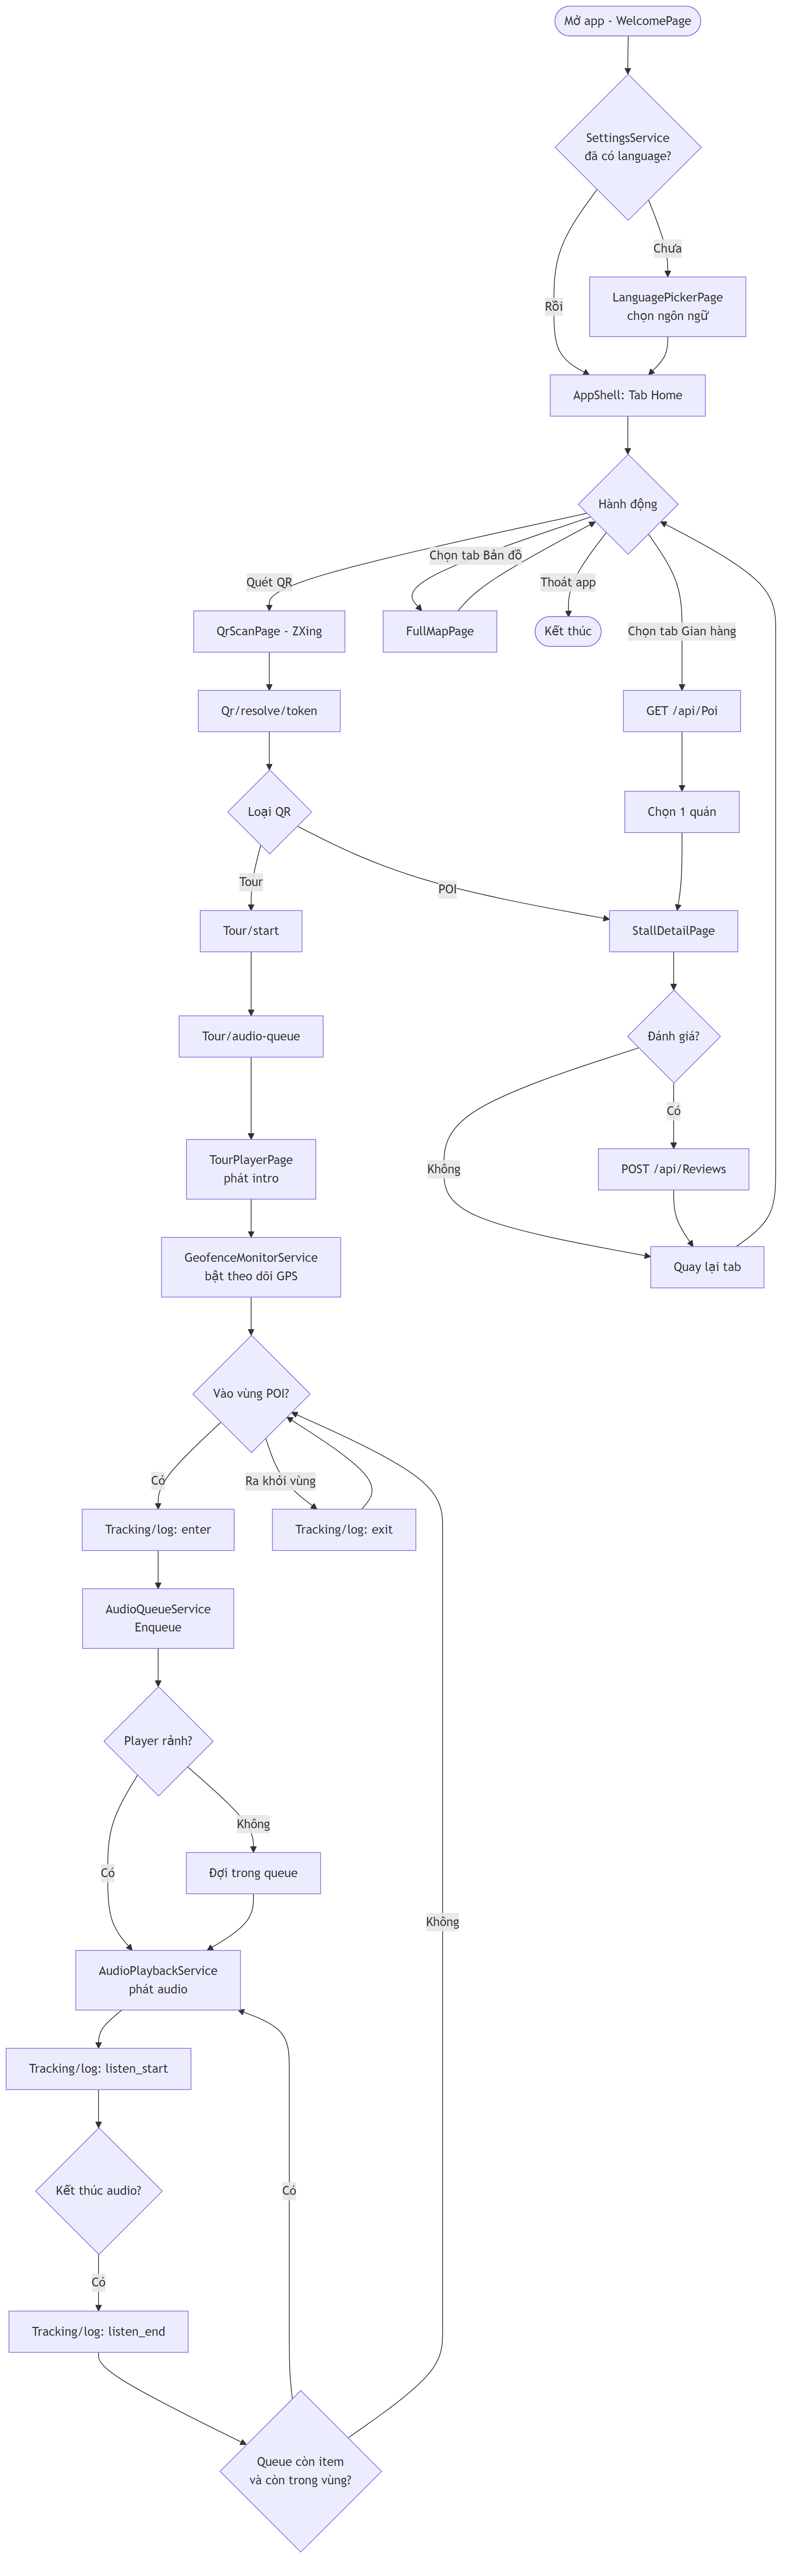 Mở app - WelcomePage
SettingsService
đã có language?
Chưa
Rồi
LanguagePickerPage
chọn ngôn ngữ
AppShell: Tab Home
Hành động
Quét QR
Chọn tab Bản đồ
Thoát app
Chọn tab Gian hàng
QrScanPage - ZXing
FullMapPage
Kết thúc
Qr/resolve/token
GET /api/Poi
Loại QR
Chọn 1 quán
Tour
POI
Tour/start
StallDetailPage
Tour/audio-queue
Đánh giá?
Có
Không
TourPlayerPage
phát intro
POST /api/Reviews
GeofenceMonitorService
bật theo dõi GPS
Quay lại tab
Vào vùng POI?
Có
Ra khỏi vùng
Tracking/log: enter
Tracking/log: exit
AudioQueueService
Enqueue
Player rảnh?
Không
Có
Đợi trong queue
Không
AudioPlaybackService
phát audio
Tracking/log: listen_start
Kết thúc audio?
Có
Có
Tracking/log: listen_end
Queue còn item
và còn trong vùng?